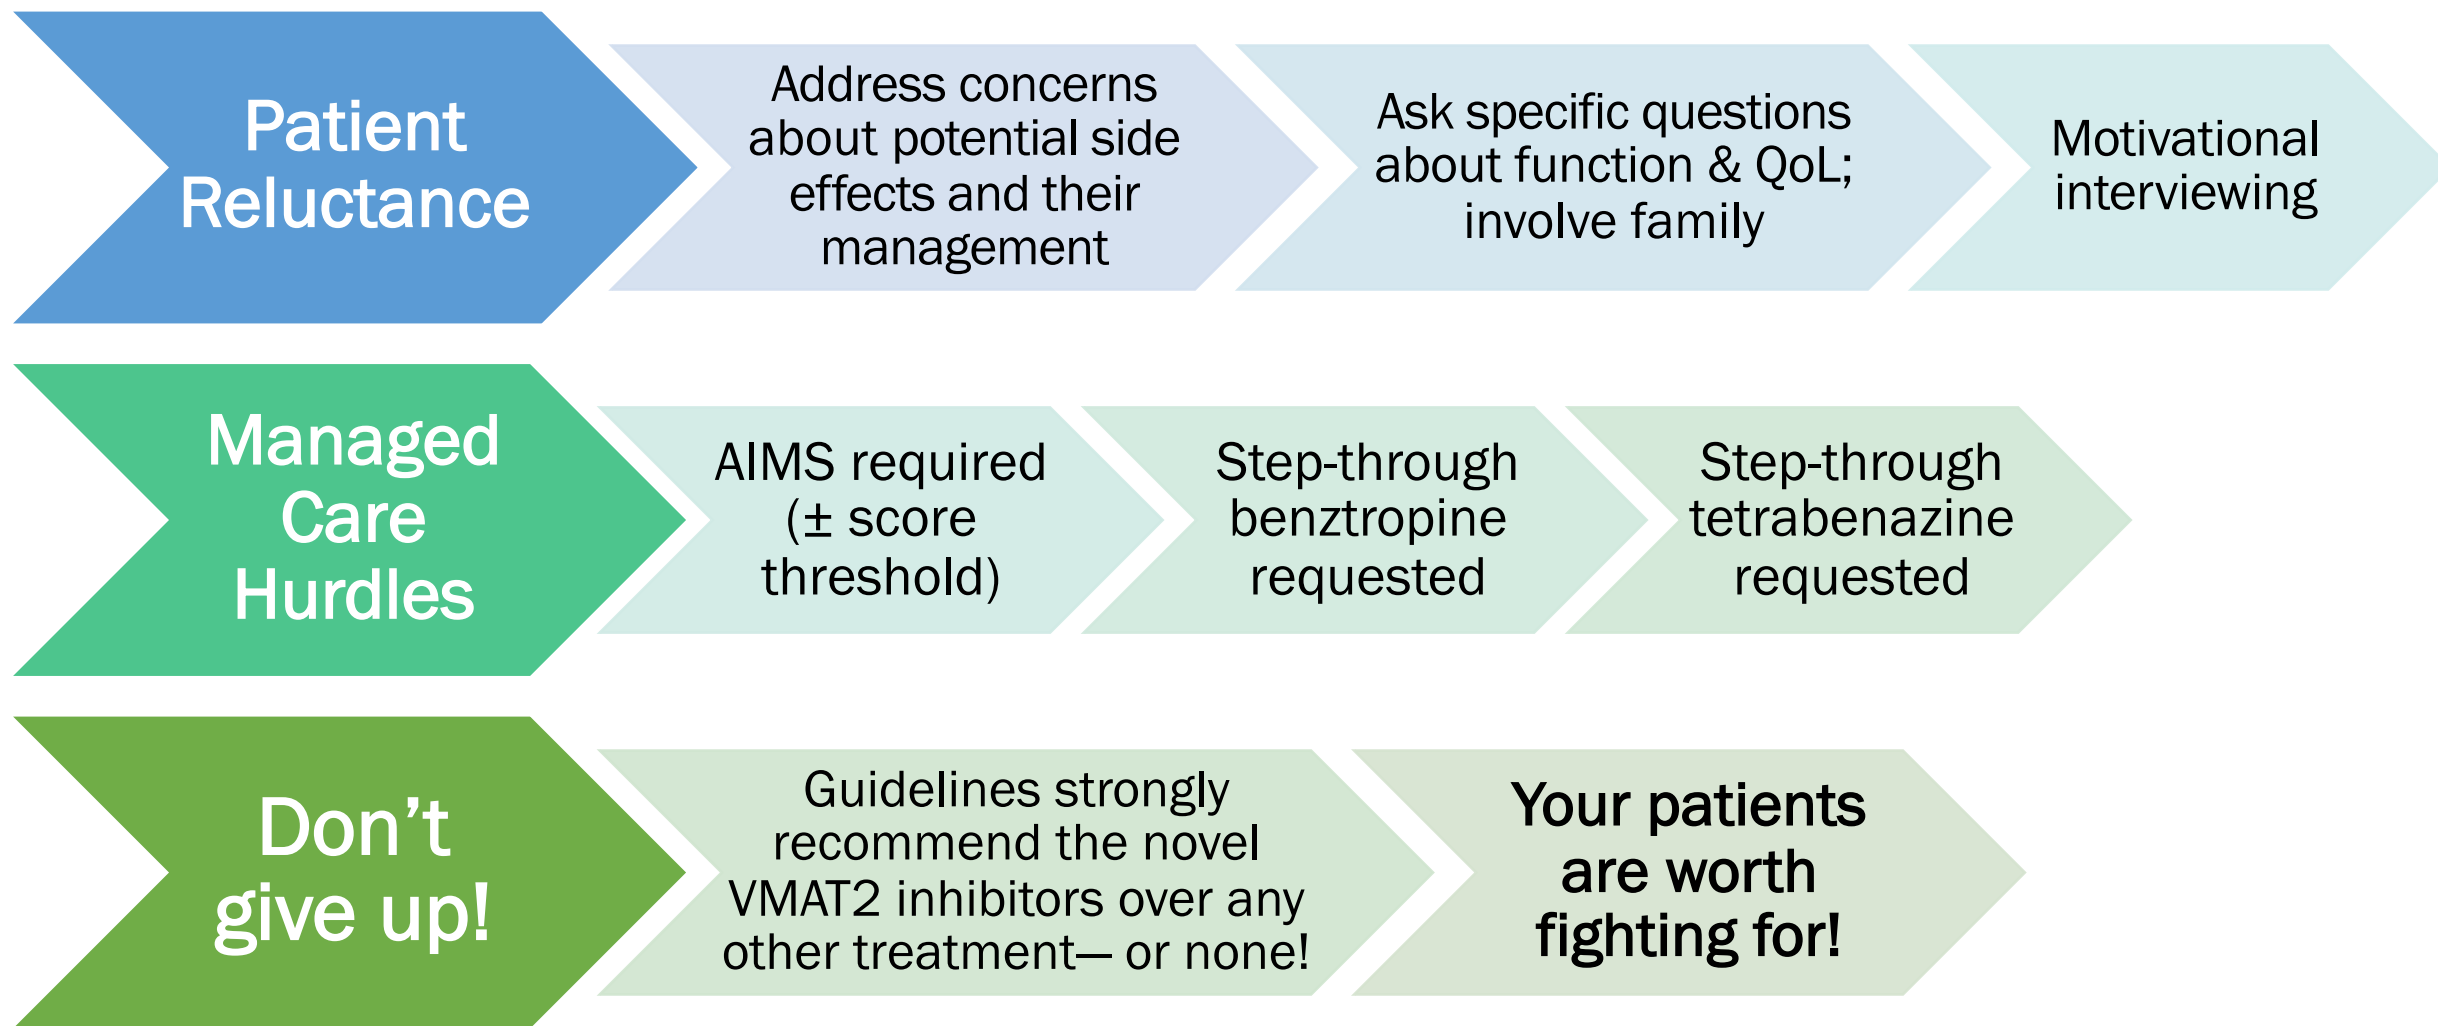 Patient
Reluctance
Address concerns
about potential side
effects and their
management
Ask specific questions
about function & QoL;
involve family
Motivational
interviewing
Managed
Care
Hurdles
AIMS required
(± score
threshold)
Step-through
benztropine
requested
Step-through
tetrabenazine
requested
Don’t
give up!
Guidelines strongly
recommend the novel
VMAT2 inhibitors over any
other treatment— or none!
Your patients
are worth
fighting for!